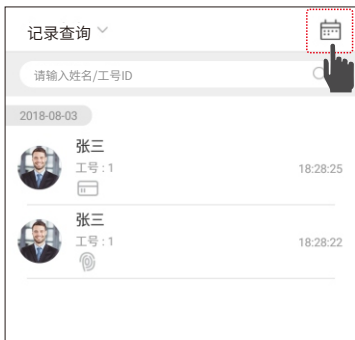 记录查询
请输入姓名/工号ID
2018-08-03
张三
工号 : 1
18:28:25
张三
工号 : 1
18:28:22